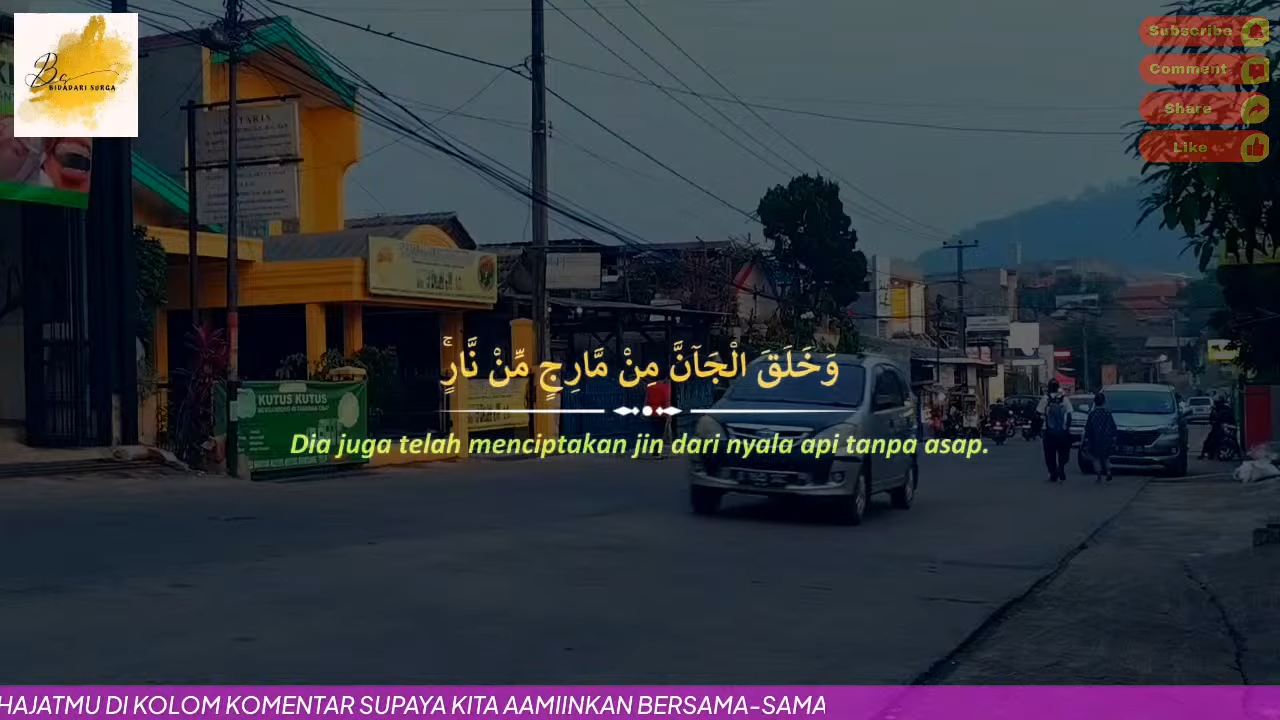 BIDADARI SURGA
Subscribe
Comment
Share
Like
NOTARIS
وَخَلَقَ الْجَآنَّ مِنْ مَّارِجٍ مِّنْ نَّارٍۚ
KUTUS KUTUS
Dia juga telah menciptakan jin dari nyala api tanpa asap.
HAJATMU DI KOLOM KOMENTAR SUPAYA KITA AAMIINKAN BERSAMA-SAMA